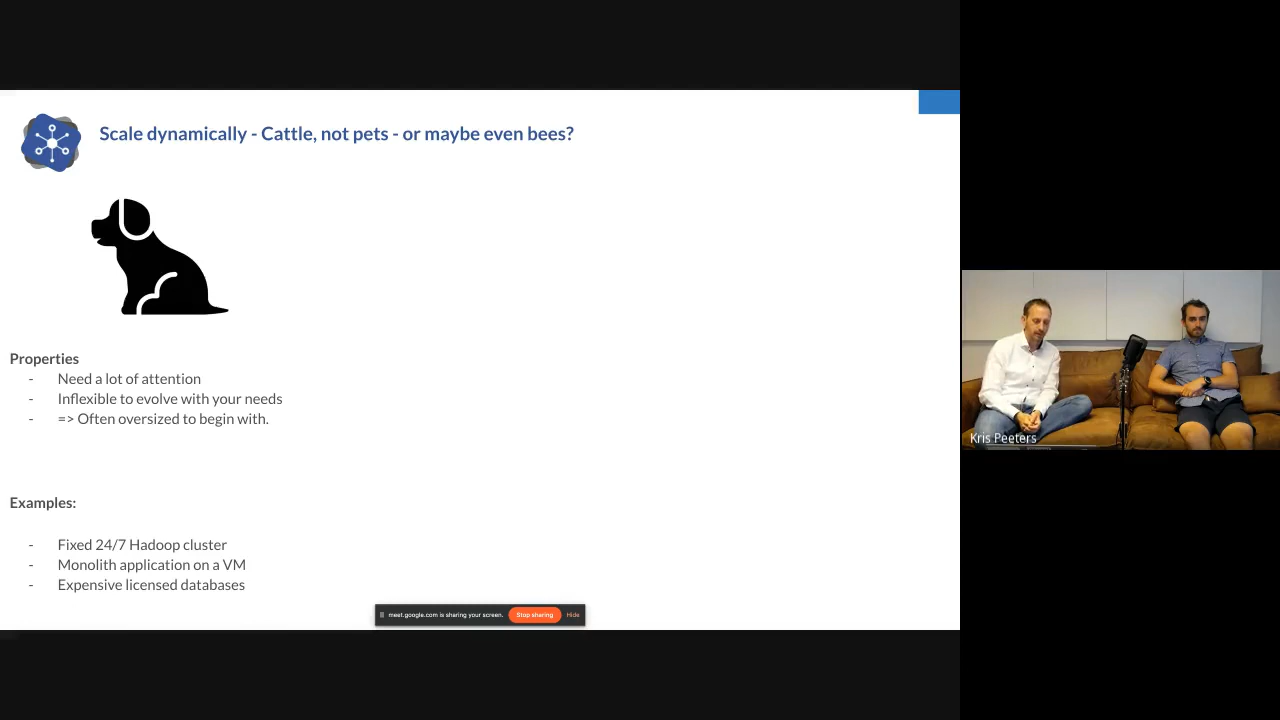 Scale dynamically - Cattle, not pets - or maybe even bees?
Properties
- Need a lot of attention
- Inflexible to evolve with your needs
- => Often oversized to begin with.
Examples:
- Fixed 24/7 Hadoop cluster
- Monolith application on a VM
- Expensive licensed databases
meet.google.com is sharing your screen. Stop sharing Hide
Kris Peeters